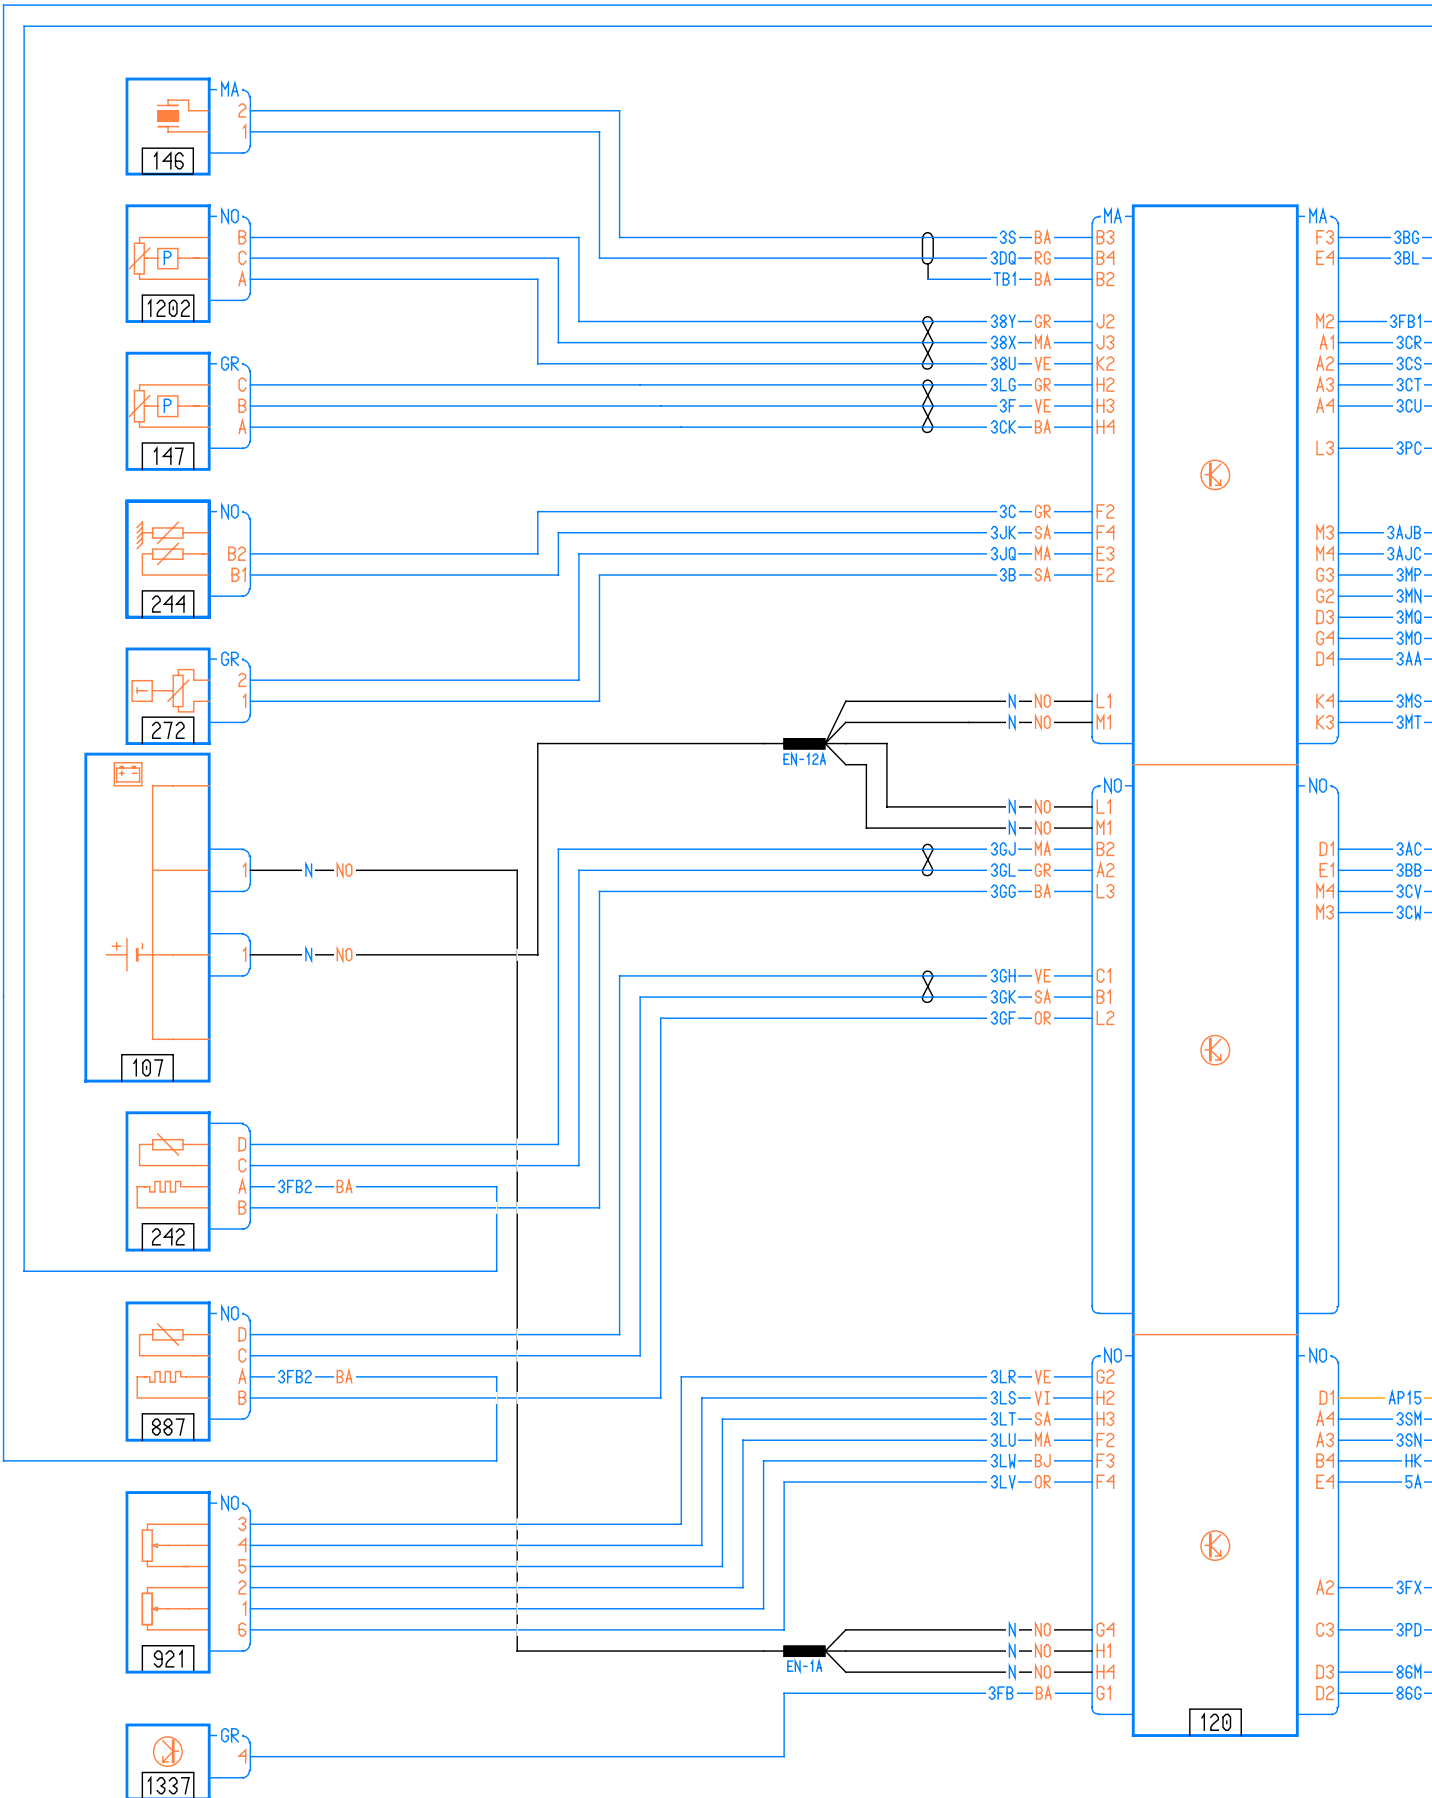 MA
2
1
146
NO
B
C
A
P
1202
GR
C
B
A
P
147
NO
B2
B1
244
GR
2
1
T
272
+ -
1 N NO
+ -
1 N NO
107
D
C
A 3FB2 BA
B
242
NO
D
C
A 3FB2 BA
B
887
NO
3
4
5
2
1
6
921
GR
4
1337
EN-12A
EN-1A
MA
3S BA B3
3DQ RG B4
TB1 BA B2
38Y GR J2
38X MA J3
38U VE K2
3LG GR H2
3F VE H3
3CK BA H4
3C GR F2
3JK SA F4
3JQ MA E3
3B SA E2
N NO L1
N NO M1
NO
N NO L1
N NO M1
3GJ MA B2
3GL GR A2
3GG BA L3
3GH VE C1
3GK SA B1
3GF OR L2
NO
3LR VE G2
3LS VI H2
3LT SA H3
3LU MA F2
3LW BJ F3
3LV OR F4
N NO G4
N NO H1
N NO H4
3FB BA G1
120
MA
F3 3BG
E4 3BL
M2 3FB1
A1 3CR
A2 3CS
A3 3CT
A4 3CU
L3 3PC
M3 3AJB
M4 3AJC
G3 3MP
G2 3MN
D3 3MQ
G4 3MO
D4 3AA
K4 3MS
K3 3MT
NO
D1 3AC
E1 3BB
M4 3CV
M3 3CW
NO
D1 AP15
A4 3SM
A3 3SN
B4 HK
E4 5A
A2 3FX
C3 3PD
D3 86M
D2 86G